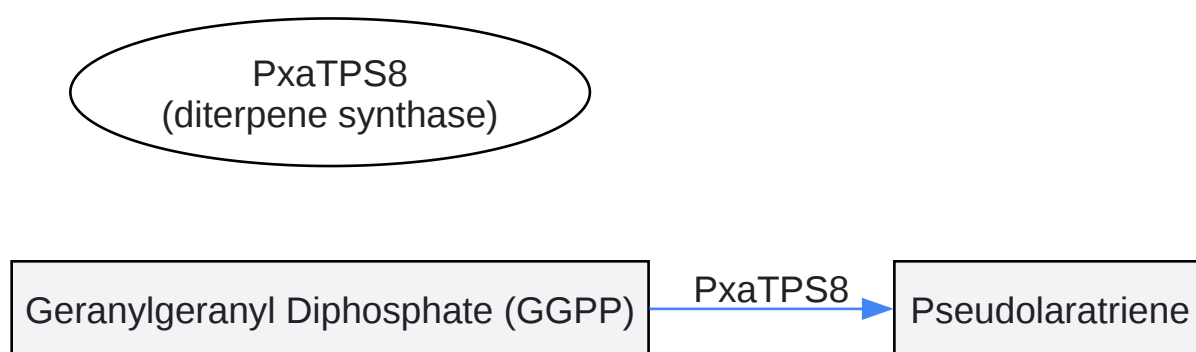 PxaTPS8
(diterpene synthase)
Geranylgeranyl Diphosphate (GGPP)
PxaTPS8
Pseudolaratriene